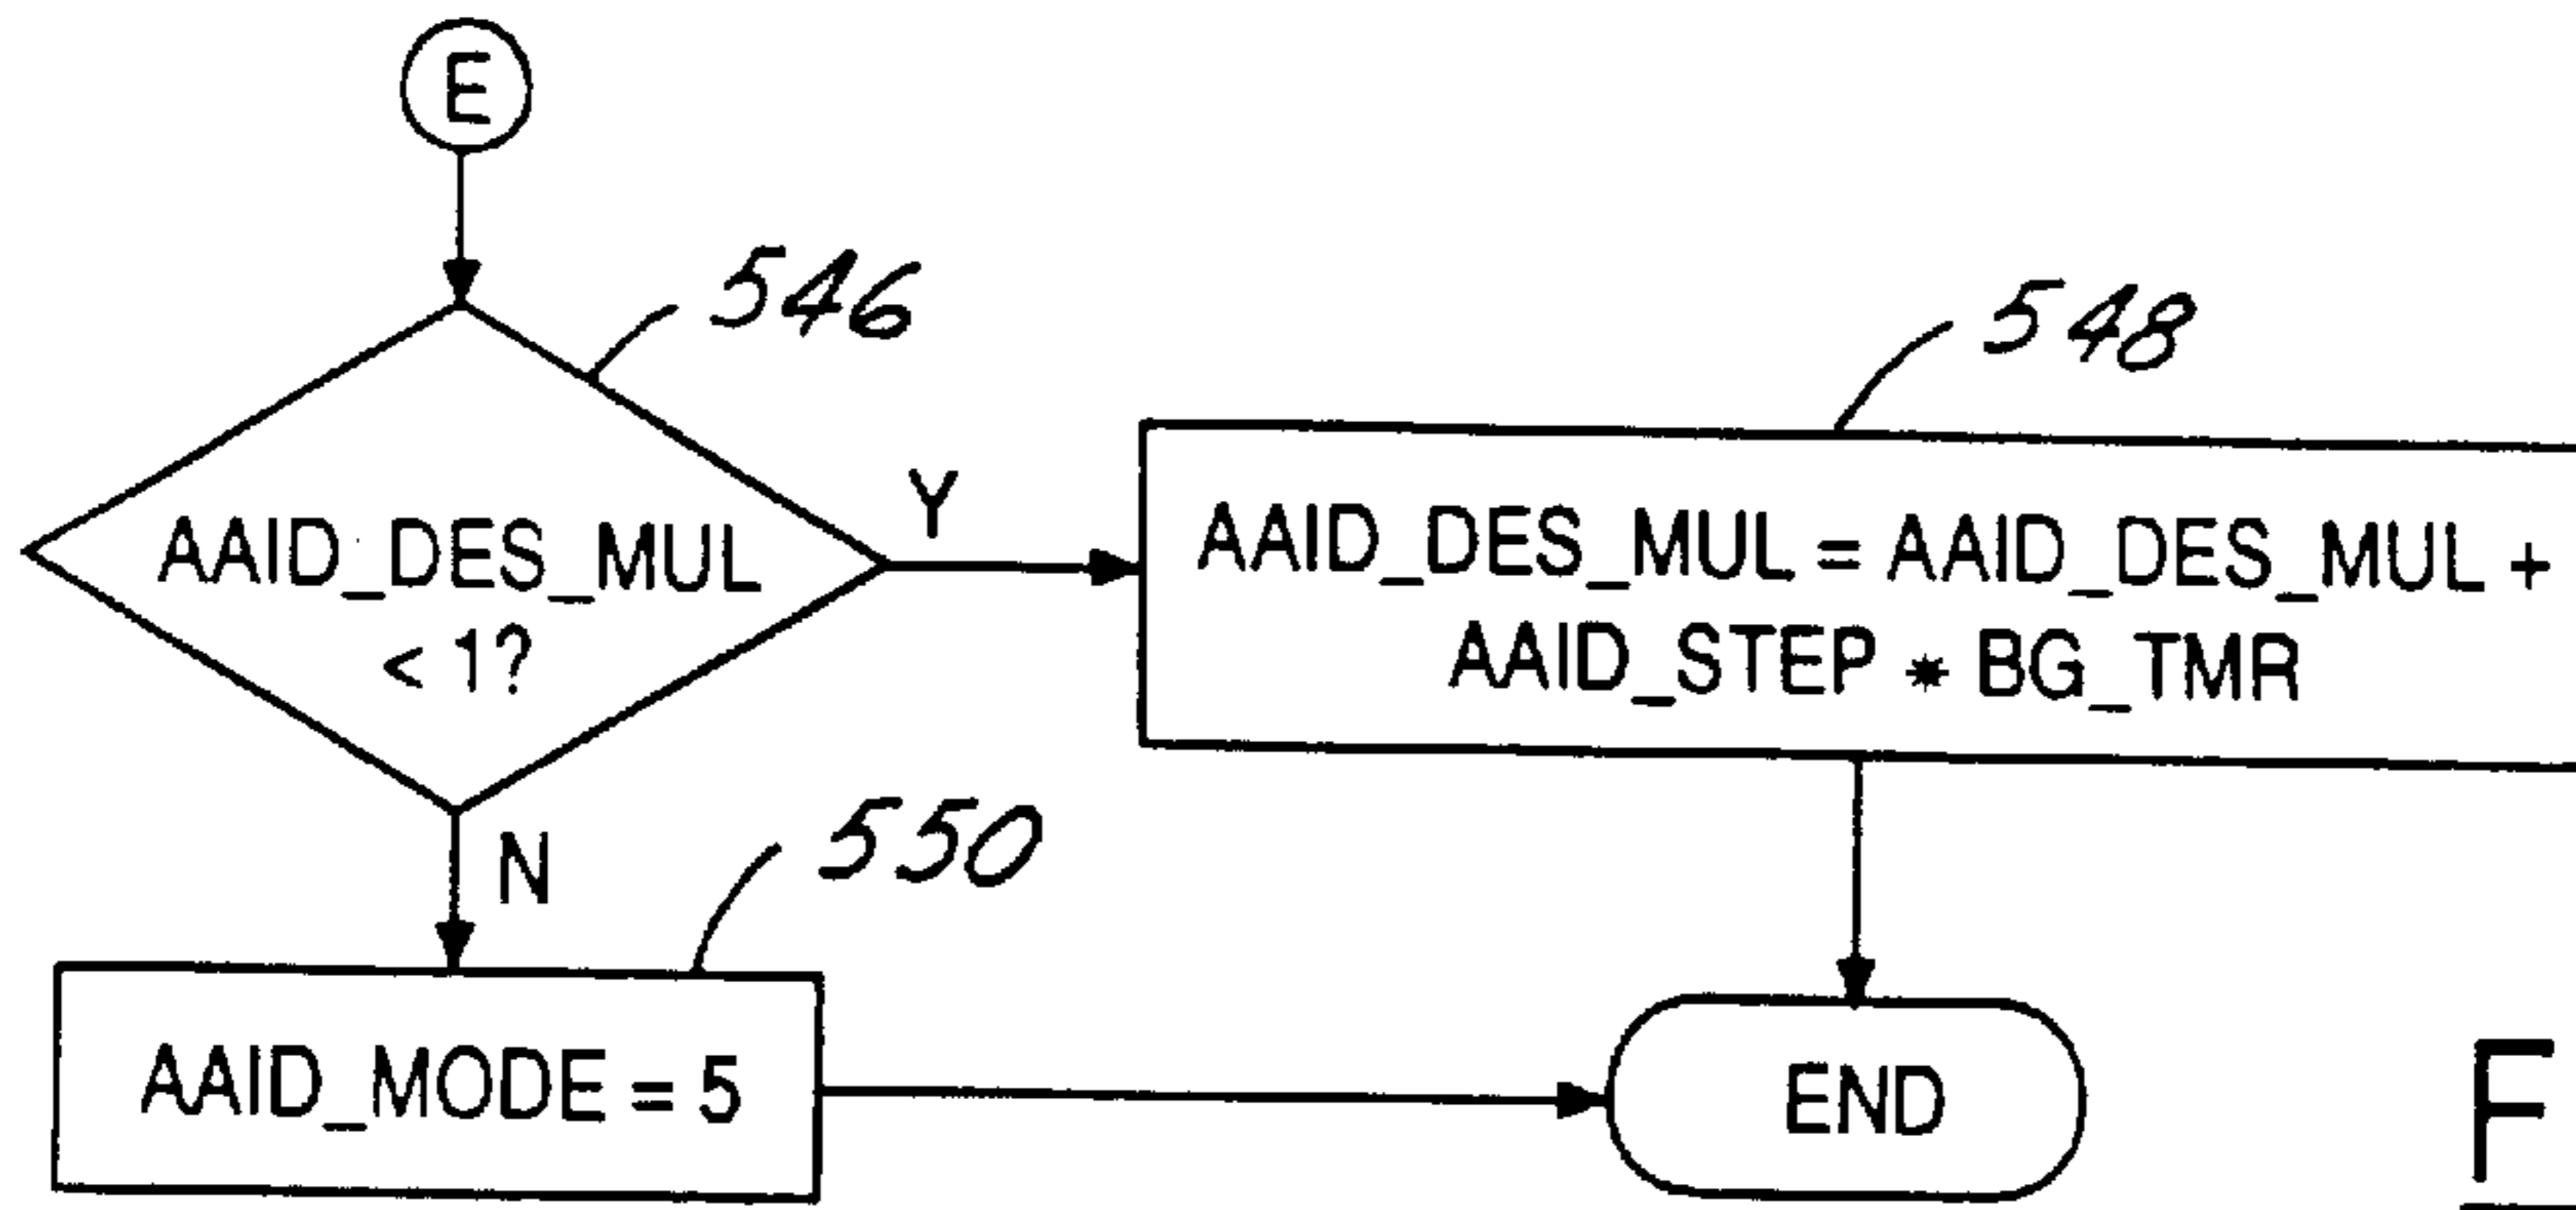 E
546
548
AAID_DES_MUL
< 1?
Y
AAID_DES_MUL = AAID_DES_MUL +
AAID_STEP * BG_TMR
N
550
AAID_MODE = 5
END
F